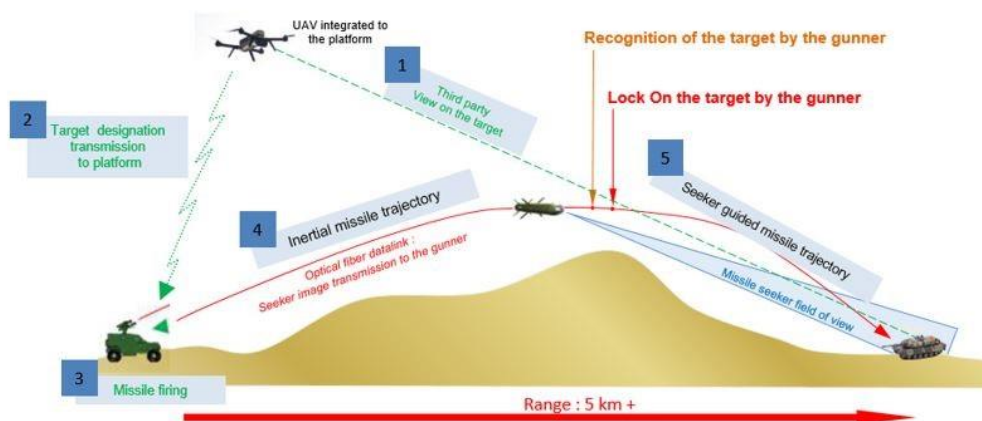 UAV integrated to
the platform
Recognition of the target by the gunner
1
Third party
View on the target
Lock On the target by the gunner
2
Target designation
transmission
to platform
5
Seeker guided missile trajectory
4
Inertial missile trajectory
Optical fiber datalink :
Seeker image transmission to the gunner
Missile seeker field of view
3
Missile firing
Range : 5 km +